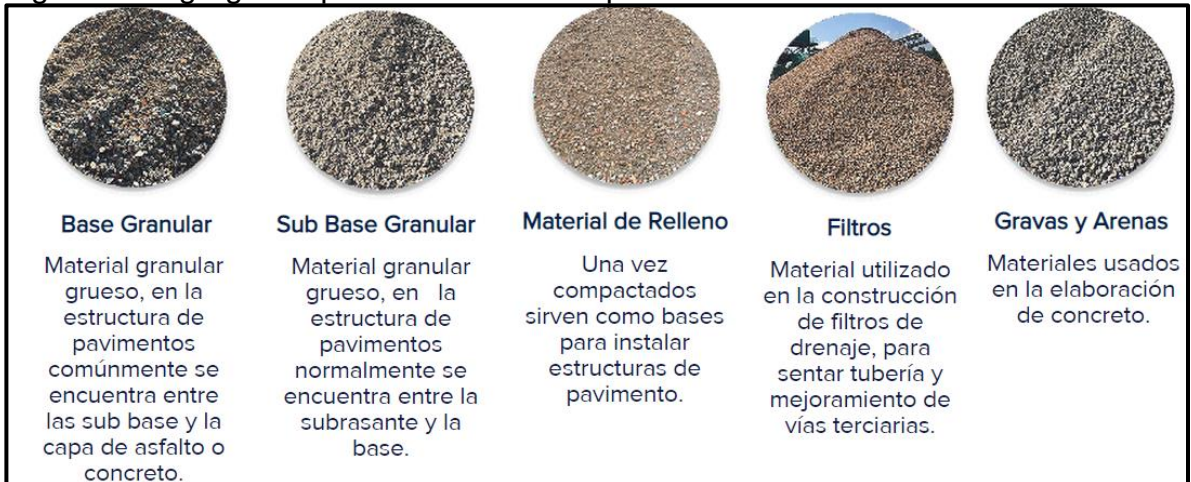 Base Granular
Material granular
grueso, en la
estructura de
pavimentos
comúnmente se
encuentra entre
las sub base y la
capa de asfalto o
concreto.
Sub Base Granular
Material granular
grueso, en la
estructura de
pavimentos
normalmente se
encuentra entre la
subrasante y la
base.
Material de Relleno
Una vez
compactados
sirven como bases
para instalar
estructuras de
pavimento.
Filtros
Material utilizado
en la construcción
de filtros de
drenaje, para
sentar tubería y
mejoramiento de
vías terciarias.
Gravas y Arenas
Materiales usados
en la elaboración
de concreto.